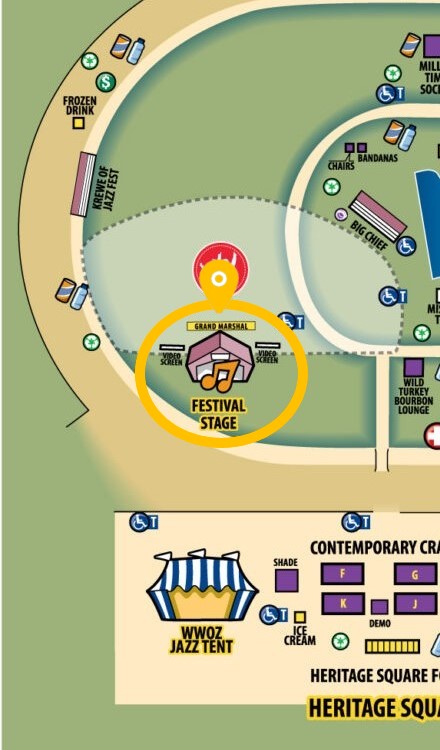 MILL
TIM
SOC
T
FROZEN
DRINK
$
CHAIRS
BANDANAS
KREWE OF
JAZZ FEST
BIG CHIEF
T
MIS
T
GRAND MARSHAL
T
VIDEO
SCREEN
VIDEO
SCREEN
FESTIVAL
STAGE
WILD
TURKEY
BOURBON
LOUNGE
T
T
CONTEMPORARY CRA
SHADE
F
G
K
J
DEMO
T
ICE
CREAM
WWOZ
JAZZ TENT
HERITAGE SQUARE FO
HERITAGE SQUA